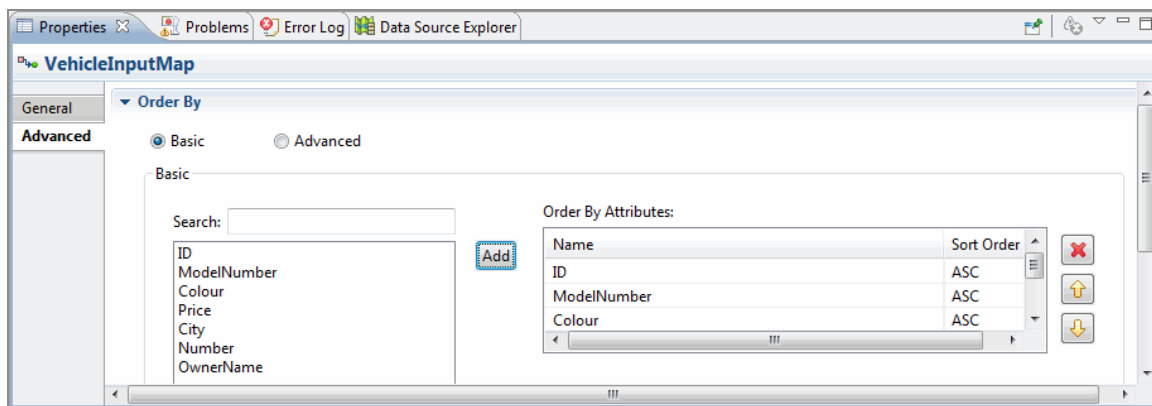 Properties Problems Error Log Data Source Explorer
VehicleInputMap
General
Advanced
Order By
Basic Advanced
Basic
Search:
Add
ID
ModelNumber
Colour
Price
City
Number
OwnerName
Order By Attributes:
Name Sort Order
ID ASC
ModelNumber ASC
Colour ASC